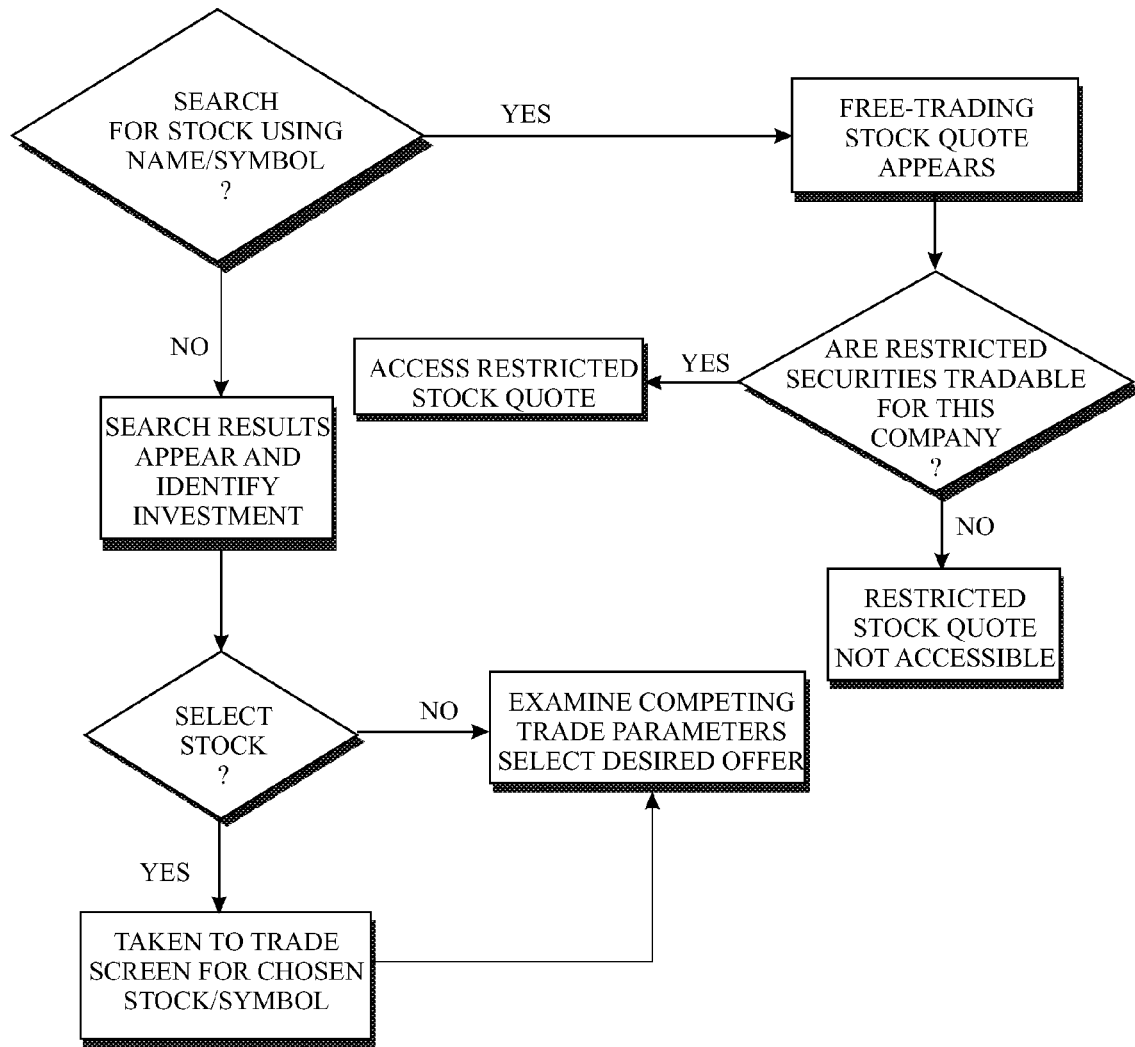 SEARCH
FOR STOCK USING
NAME/SYMBOL
?
YES
FREE-TRADING
STOCK QUOTE
APPEARS
NO
ACCESS RESTRICTED
STOCK QUOTE
YES
ARE RESTRICTED
SECURITIES TRADABLE
FOR THIS
COMPANY
?
SEARCH RESULTS
APPEAR AND
IDENTIFY
INVESTMENT
NO
RESTRICTED
STOCK QUOTE
NOT ACCESSIBLE
SELECT
STOCK
?
NO
EXAMINE COMPETING
TRADE PARAMETERS
SELECT DESIRED OFFER
YES
TAKEN TO TRADE
SCREEN FOR CHOSEN
STOCK/SYMBOL